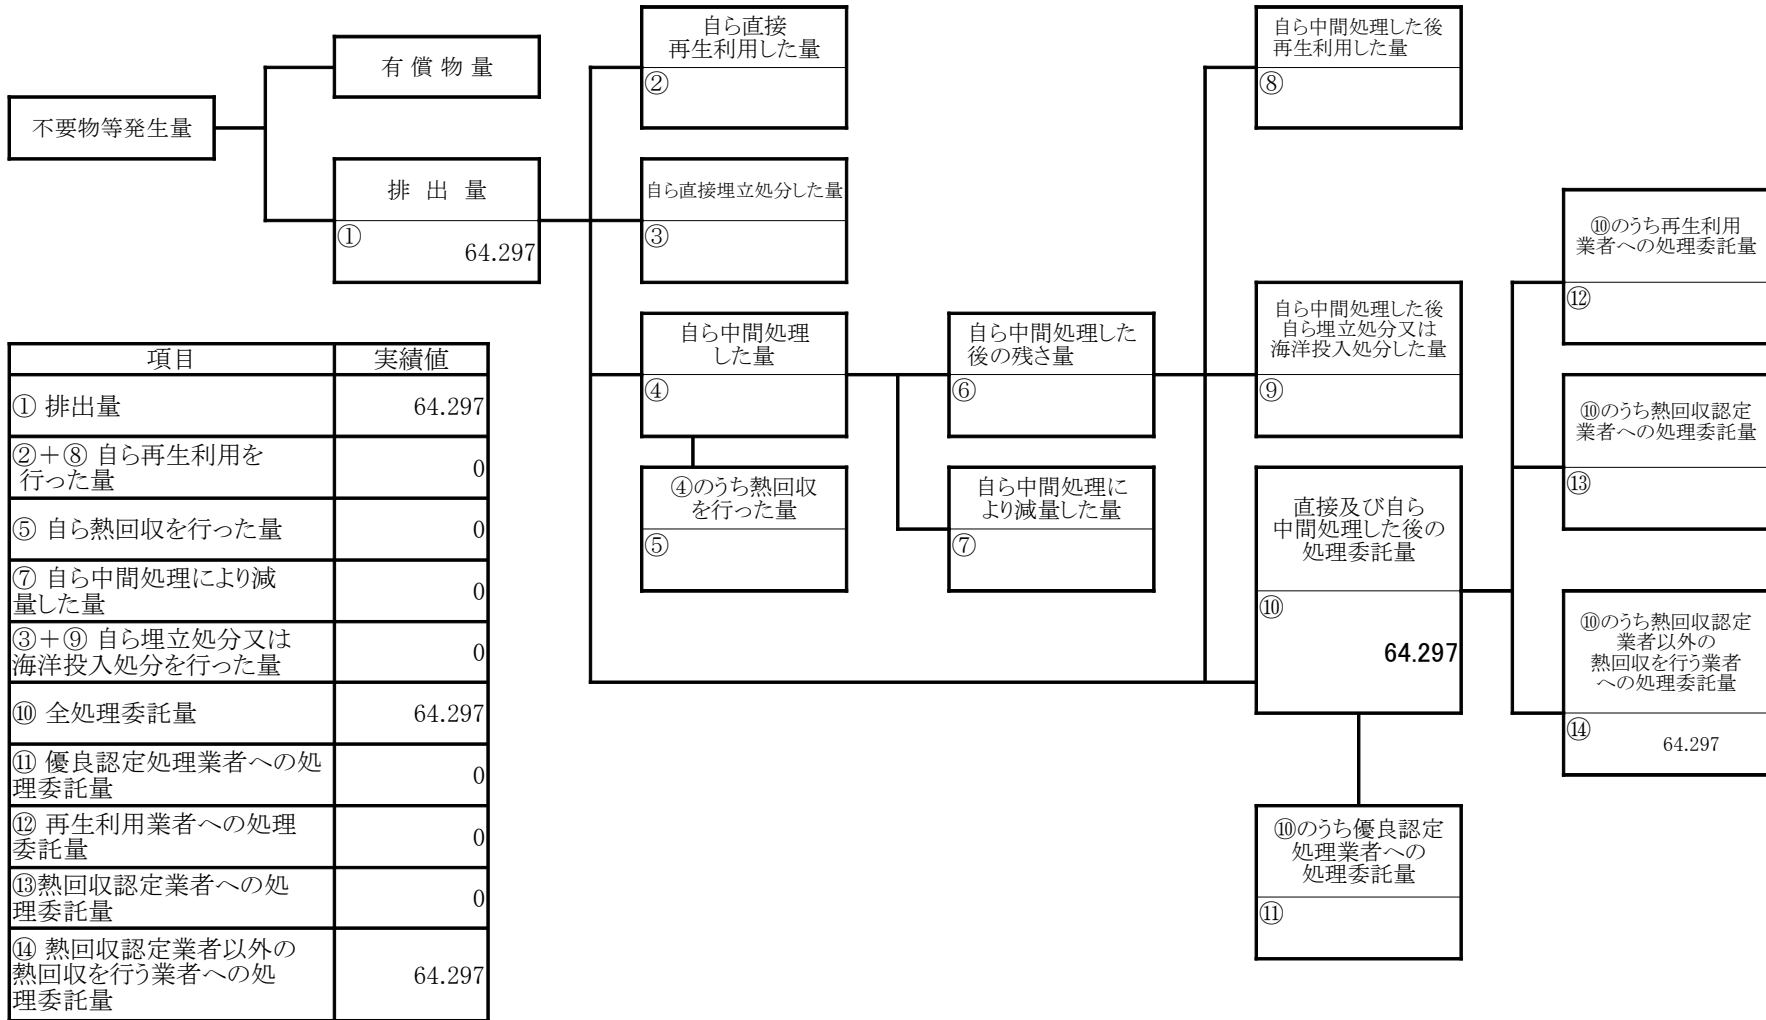 不要物等発生量
有 償 物 量
排 出 量
①
64.297
自ら直接
再生利用した量
②
自ら直接埋立処分した量
③
自ら中間処理
した量
④
④のうち熱回収
を行った量
⑤
自ら中間処理した
後の残さ量
⑥
自ら中間処理に
より減量した量
⑦
自ら中間処理した後
再生利用した量
⑧
自ら中間処理した後
自ら埋立処分又は
海洋投入処分した量
⑨
直接及び自ら
中間処理した後の
処理委託量
⑩
64.297
⑩のうち優良認定
処理業者への
処理委託量
⑪
⑩のうち再生利用
業者への処理委託量
⑫
⑩のうち熱回収認定
業者への処理委託量
⑬
⑩のうち熱回収認定
業者以外の
熱回収を行う業者
への処理委託量
⑭
64.297
項目 実績値
① 排出量 64.297
②＋⑧ 自ら再生利用を
行った量 0
⑤ 自ら熱回収を行った量 0
⑦ 自ら中間処理により減
量した量 0
③＋⑨ 自ら埋立処分又は
海洋投入処分を行った量 0
⑩ 全処理委託量 64.297
⑪ 優良認定処理業者への処
理委託量 0
⑫ 再生利用業者への処理
委託量 0
⑬熱回収認定業者への処
理委託量 0
⑭ 熱回収認定業者以外の
熱回収を行う業者への処
理委託量 64.297